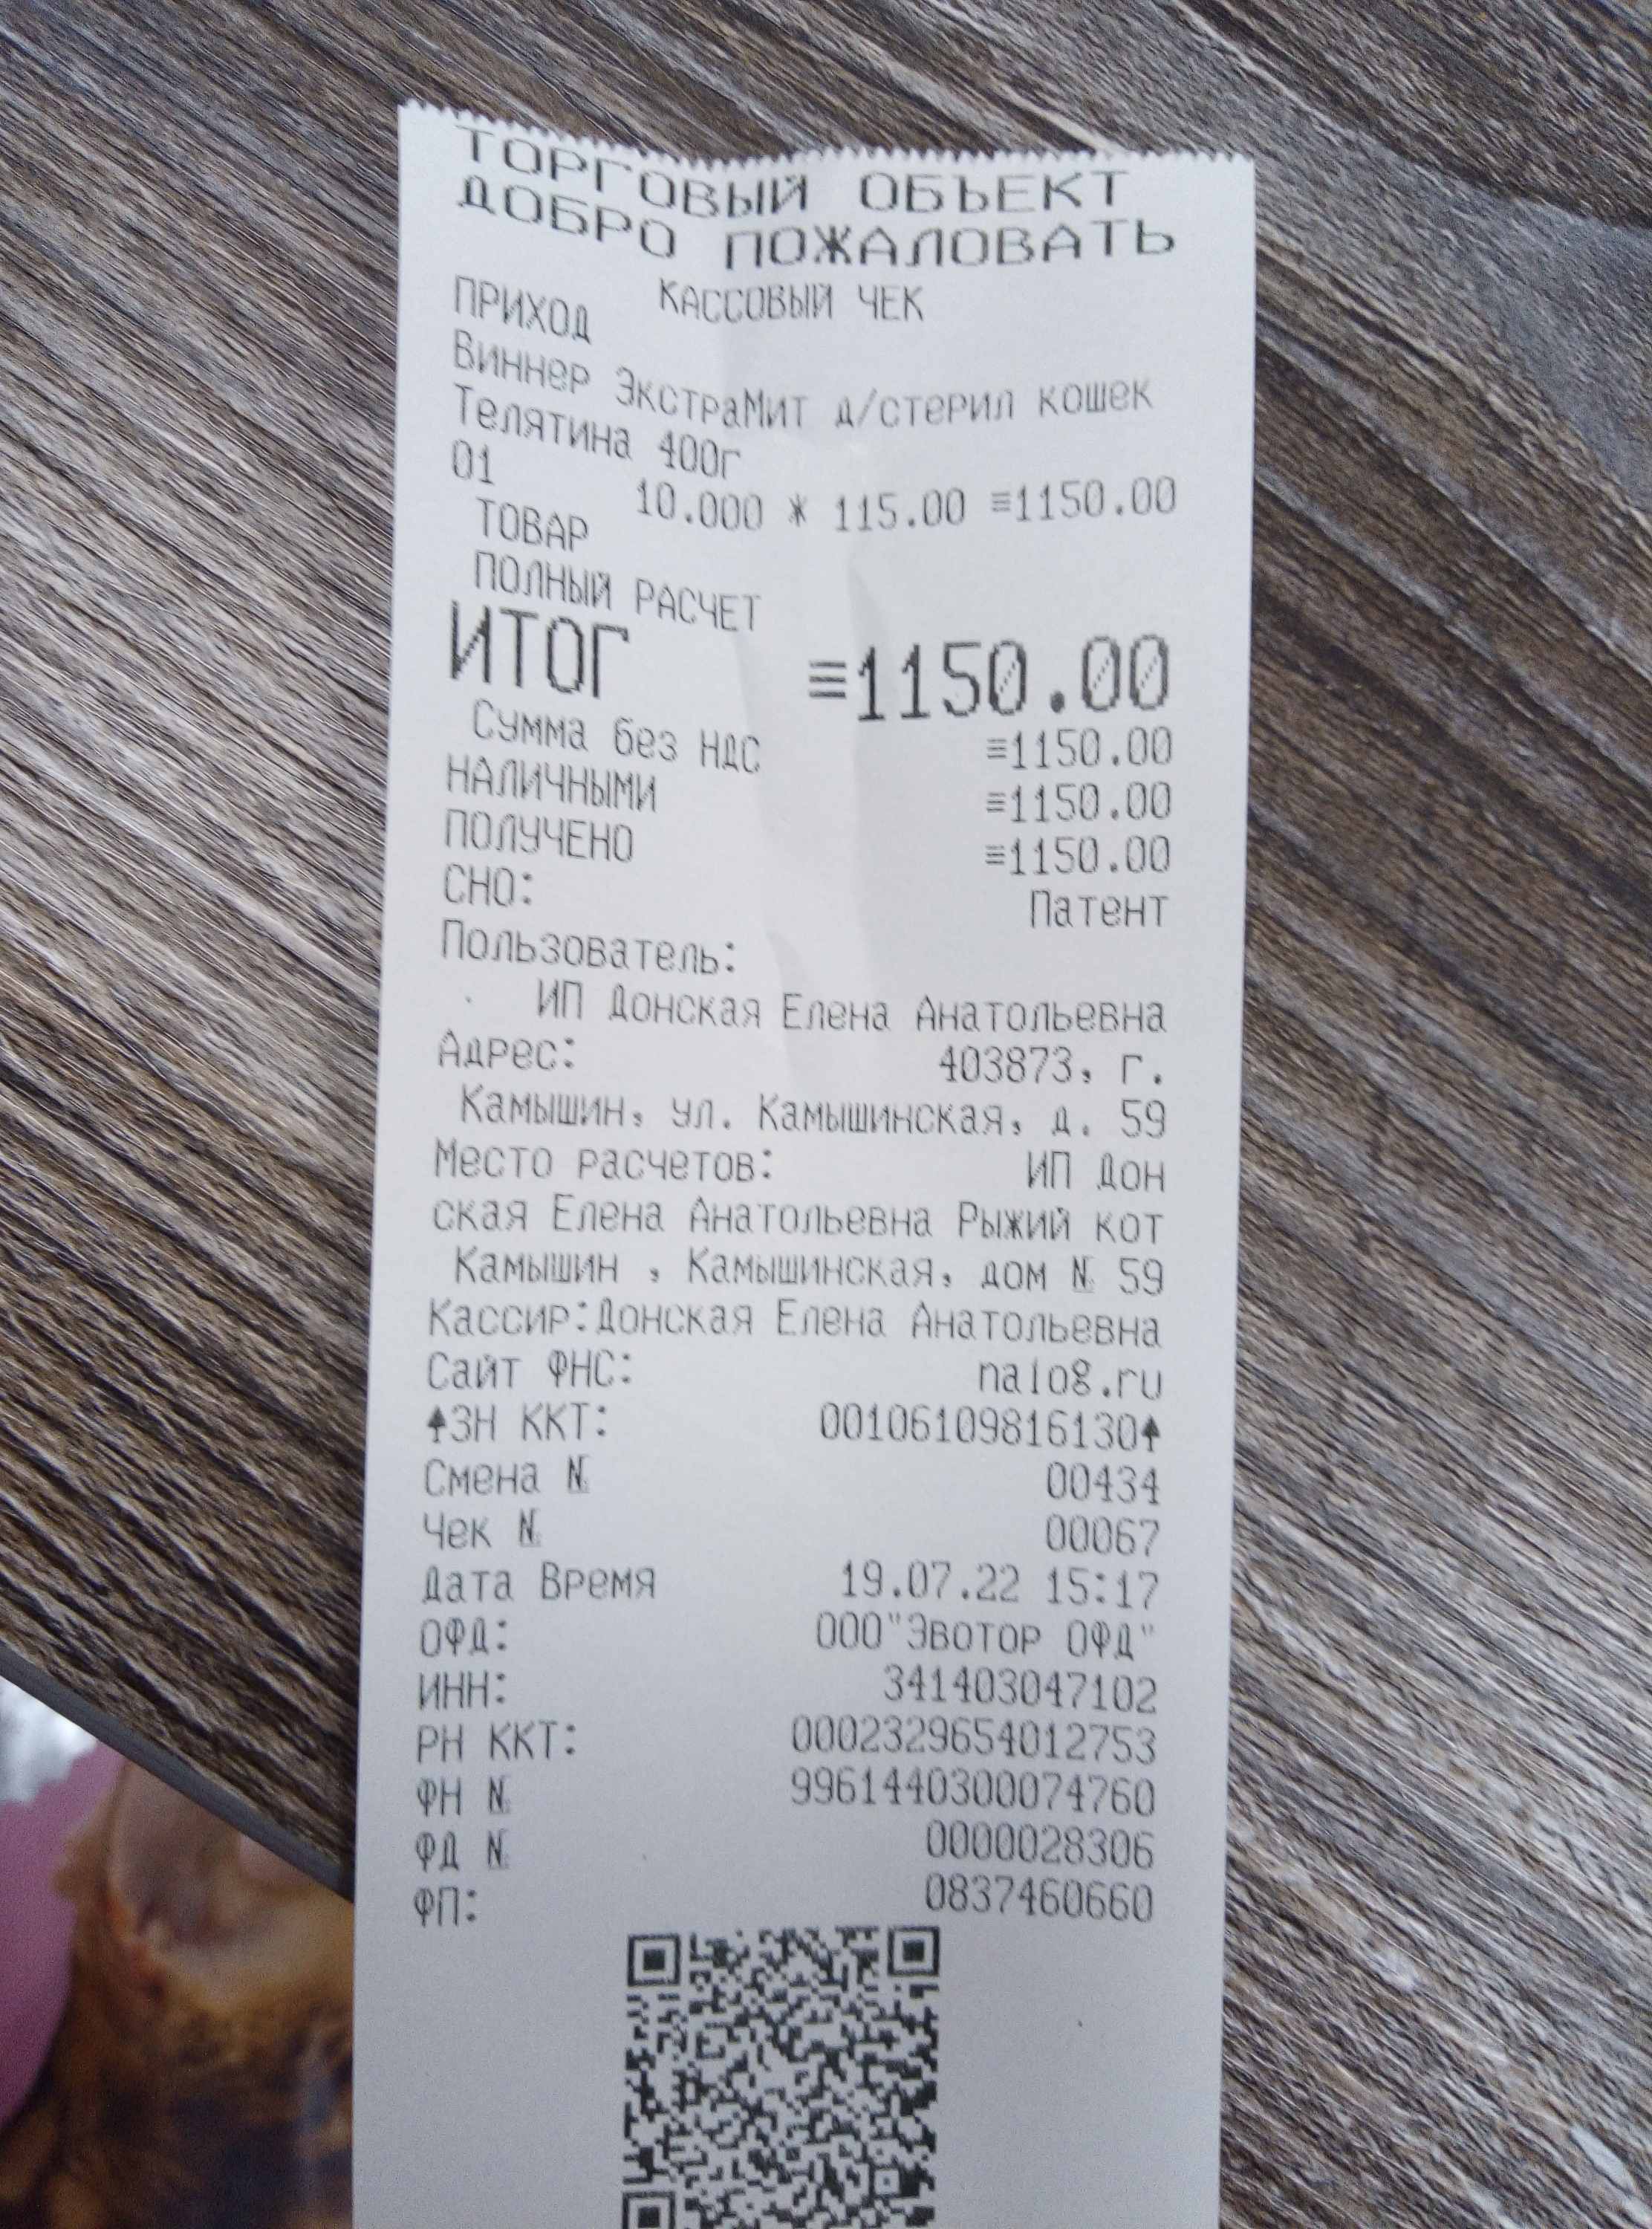 ТОРГОВЫЙ ОБЪЕКТ
ДОБРО ПОЖАЛОВАТЬ
КАССОВЫЙ ЧЕК
ПРИХОД
Виннер ЭкстраМит д/стерил кошек
Телятина 400г
01 10.000 * 115.00 ≡1150.00
ТОВАР
ПОЛНЫЙ РАСЧЕТ
ИТОГ ≡1150.00
Сумма без НДС ≡1150.00
НАЛИЧНЫМИ ≡1150.00
ПОЛУЧЕНО ≡1150.00
СНО: Патент
Пользователь:
ИП Донская Елена Анатольевна
Адрес: 403873, г.
Камышин, ул. Камышинская, д. 59
Место расчетов: ИП Дон
ская Елена Анатольевна Рыжий кот
Камышин , Камышинская, дом № 59
Кассир:Донская Елена Анатольевна
Сайт ФНС: nalog.ru
↑ЗН ККТ: 00106109816130↑
Смена № 00434
Чек № 00067
Дата Время 19.07.22 15:17
ОФД: ООО"Эвотор ОФД"
ИНН: 341403047102
РН ККТ: 0002329654012753
ФН № 9961440300074760
ФД № 0000028306
ФП: 0837460660